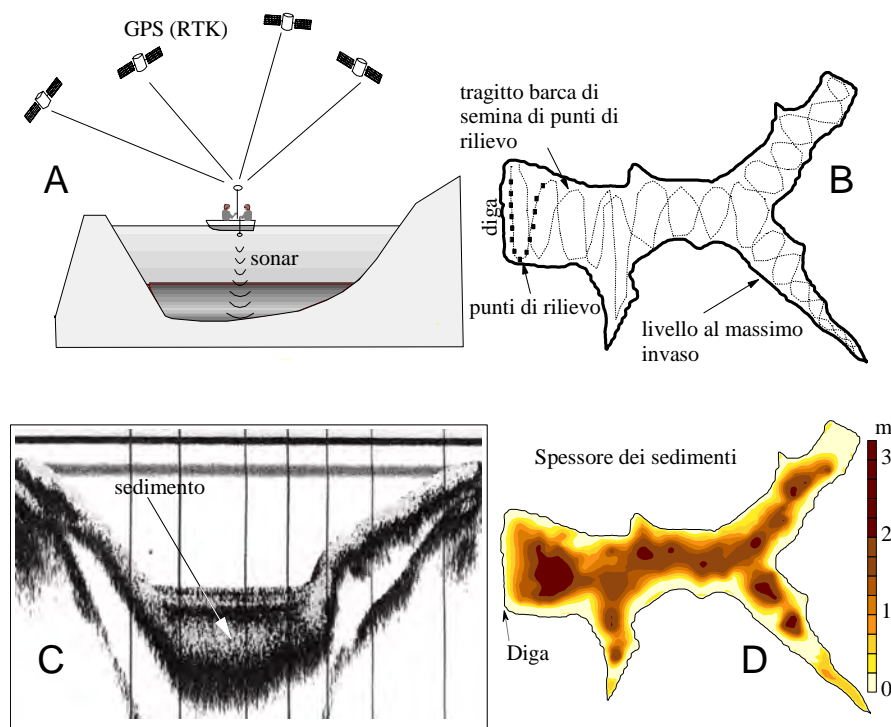 GPS (RTK)
A
sonar
tragitto barca di
semina di punti di
rilievo
B
diga
punti di rilievo
livello al massimo
invaso
sedimento
C
Spessore dei sedimenti
m
3
2
1
0
Diga
D